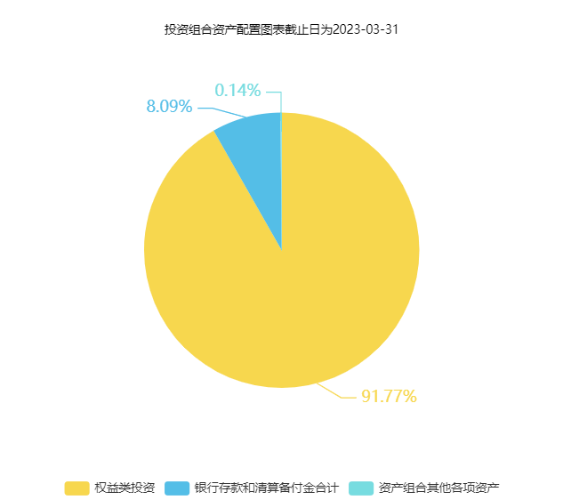 投资组合资产配置图表截止日为2023-03-31
0.14%
8.09%
91.77%
权益类投资 银行存款和清算备付金合计 资产组合其他各项资产